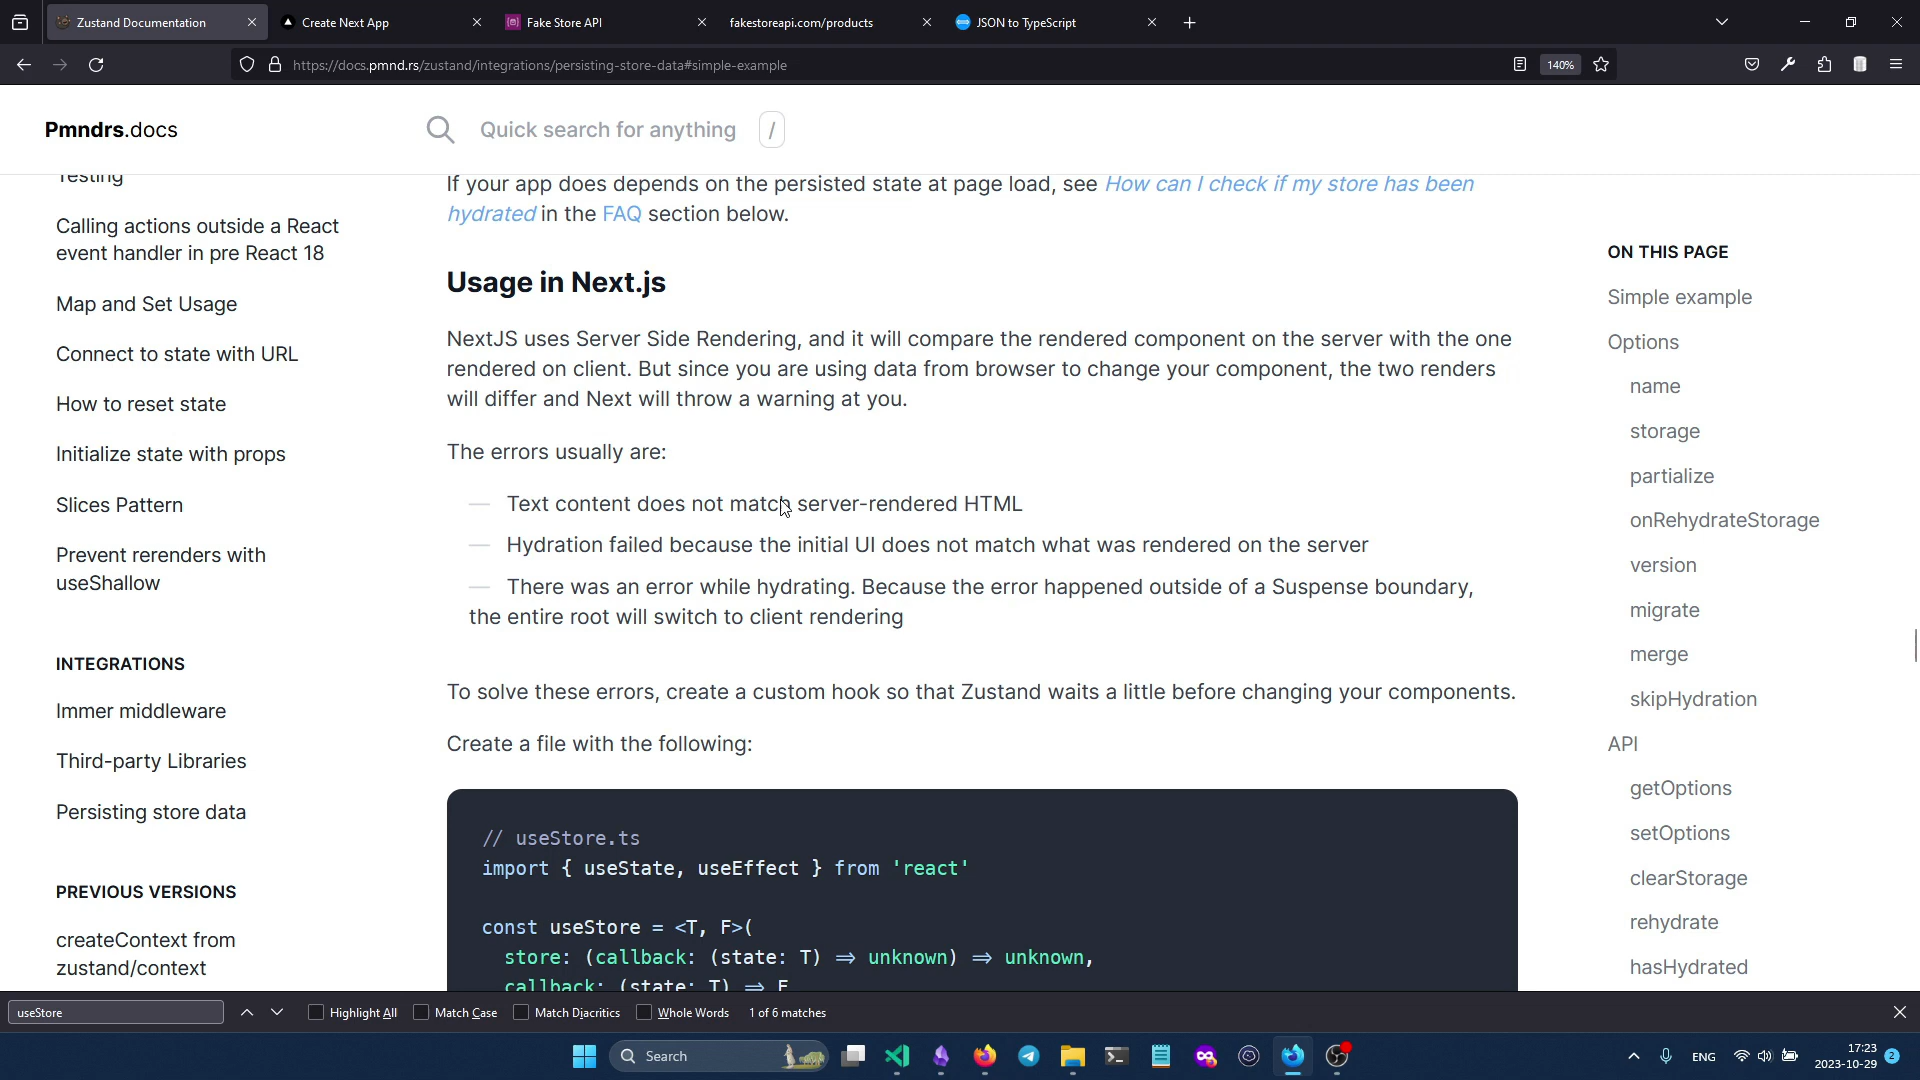 Zustand Documentation
Create Next App
Fake Store API
fakestoreapi.com/products
JSON to TypeScript
https://docs.pmnd.rs/zustand/integrations/persisting-store-data#simple-example
140%
Pmndrs.docs
Quick search for anything
/
Testing
Calling actions outside a React
event handler in pre React 18
Map and Set Usage
Connect to state with URL
How to reset state
Initialize state with props
Slices Pattern
Prevent rerenders with
useShallow
INTEGRATIONS
Immer middleware
Third-party Libraries
Persisting store data
PREVIOUS VERSIONS
createContext from
zustand/context
If your app does depends on the persisted state at page load, see How can I check if my store has been
hydrated in the FAQ section below.
Usage in Next.js
NextJS uses Server Side Rendering, and it will compare the rendered component on the server with the one
rendered on client. But since you are using data from browser to change your component, the two renders
will differ and Next will throw a warning at you.
The errors usually are:
— Text content does not match server-rendered HTML
— Hydration failed because the initial UI does not match what was rendered on the server
— There was an error while hydrating. Because the error happened outside of a Suspense boundary,
the entire root will switch to client rendering
To solve these errors, create a custom hook so that Zustand waits a little before changing your components.
Create a file with the following:
// useStore.ts
import { useState, useEffect } from 'react'
const useStore = <T, F>(
store: (callback: (state: T) => unknown) => unknown,
callback: (state: T) => F
ON THIS PAGE
Simple example
Options
name
storage
partialize
onRehydrateStorage
version
migrate
merge
skipHydration
API
getOptions
setOptions
clearStorage
rehydrate
hasHydrated
useStore
Highlight All
Match Case
Match Diacritics
Whole Words
1 of 6 matches
Search
ENG
17:23
2023-10-29
2